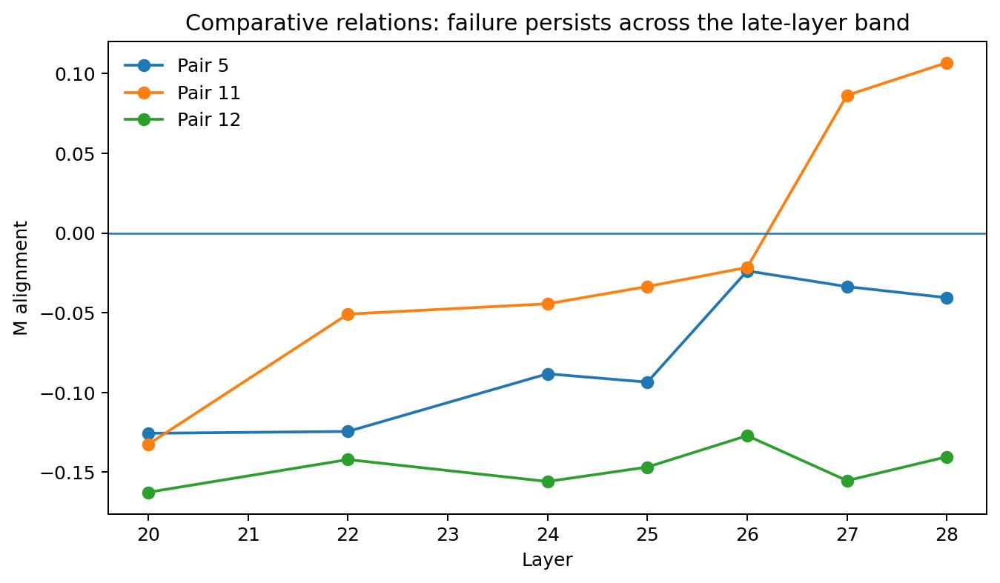 Comparative relations: failure persists across the late-layer band
Pair 5
Pair 11
Pair 12
0.10
0.05
0.00
−0.05
−0.10
−0.15
M alignment
20 21 22 23 24 25 26 27 28
Layer